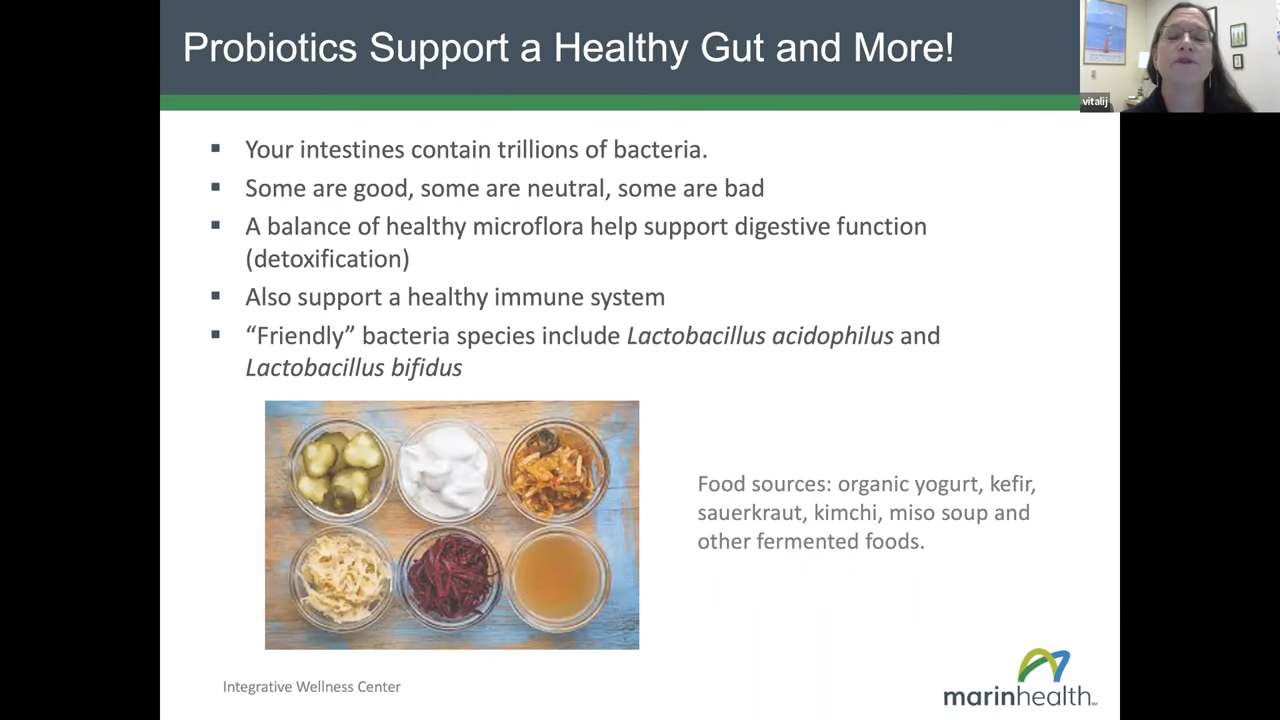 Probiotics Support a Healthy Gut and More!
vitalij
Your intestines contain trillions of bacteria.
Some are good, some are neutral, some are bad
A balance of healthy microflora help support digestive function
(detoxification)
Also support a healthy immune system
“Friendly” bacteria species include Lactobacillus acidophilus and
Lactobacillus bifidus
Food sources: organic yogurt, kefir,
sauerkraut, kimchi, miso soup and
other fermented foods.
Integrative Wellness Center
marinhealth